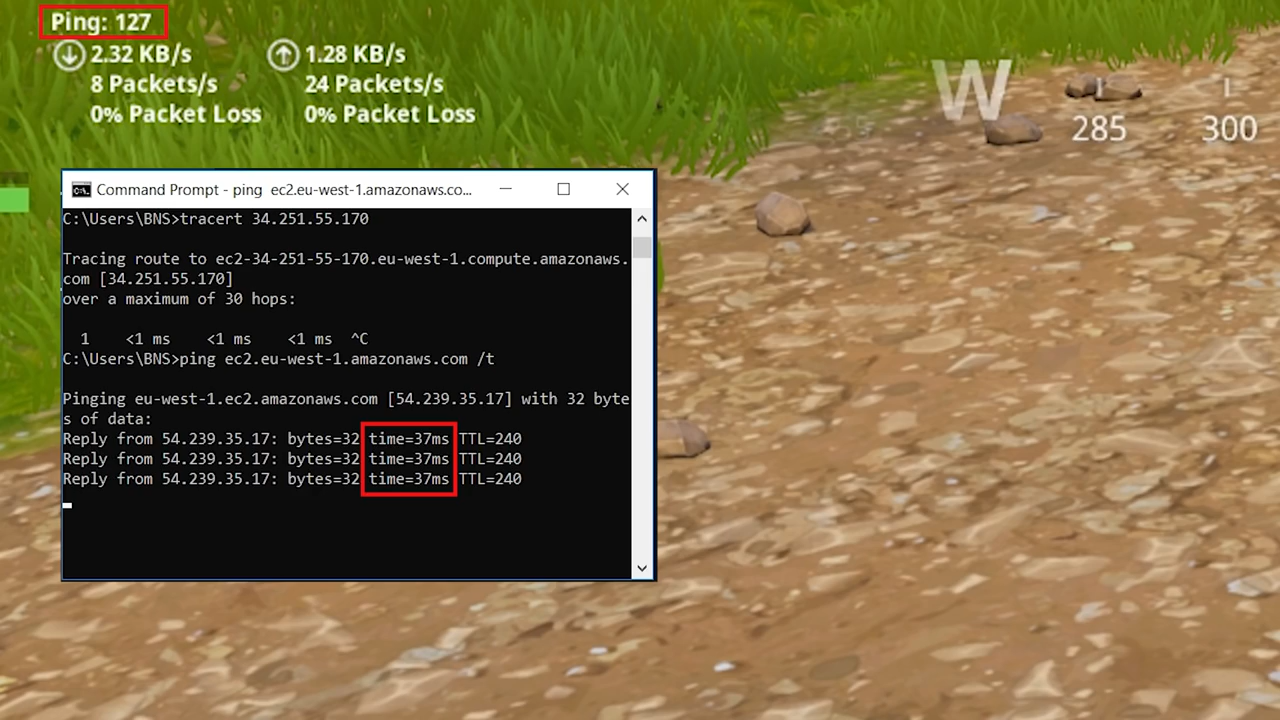 Ping: 127
2.32 KB/s 1.28 KB/s
8 Packets/s 24 Packets/s
0% Packet Loss 0% Packet Loss
W
285 300
Command Prompt - ping ec2.eu-west-1.amazonaws.co...
C:\Users\BNS>tracert 34.251.55.170
Tracing route to ec2-34-251-55-170.eu-west-1.compute.amazonaws.
com [34.251.55.170]
over a maximum of 30 hops:
1 <1 ms <1 ms <1 ms ^C
C:\Users\BNS>ping ec2.eu-west-1.amazonaws.com /t
Pinging eu-west-1.ec2.amazonaws.com [54.239.35.17] with 32 byte
s of data:
Reply from 54.239.35.17: bytes=32 time=37ms TTL=240
Reply from 54.239.35.17: bytes=32 time=37ms TTL=240
Reply from 54.239.35.17: bytes=32 time=37ms TTL=240